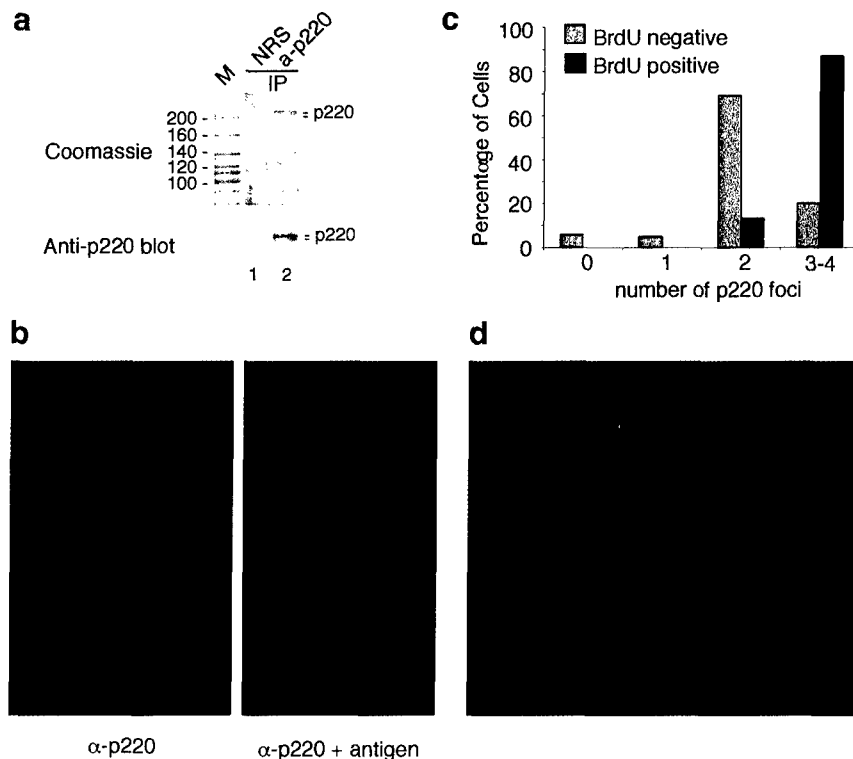 a
M
NRS
a-p220
IP
200 -
160 -
140 -
120 -
100 -
Coomassie
p220
Anti-p220 blot
p220
1 2
c
BrdU negative
BrdU positive
Percentage of Cells
100
80
60
40
20
0
0 1 2 3-4
number of p220 foci
b
α-p220
α-p220 + antigen
d